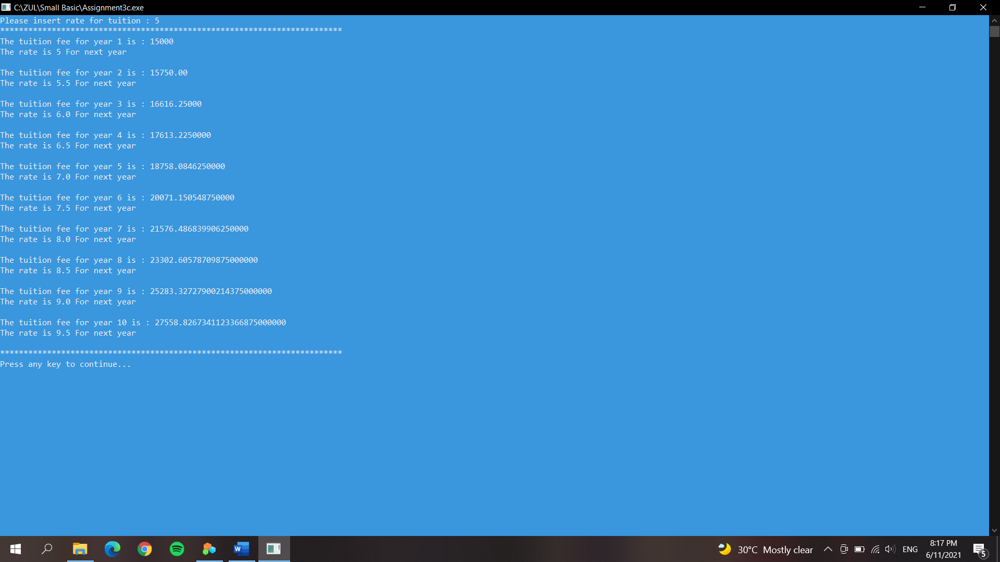 C:\ZUL\Small Basic\Assignment3c.exe
Please insert rate for tuition : 5
*************************************************************************
The tuition fee for year 1 is : 15000
The rate is 5 For next year
The tuition fee for year 2 is : 15750.00
The rate is 5.5 For next year
The tuition fee for year 3 is : 16616.25000
The rate is 6.0 For next year
The tuition fee for year 4 is : 17613.2250000
The rate is 6.5 For next year
The tuition fee for year 5 is : 18758.0846250000
The rate is 7.0 For next year
The tuition fee for year 6 is : 20071.150548750000
The rate is 7.5 For next year
The tuition fee for year 7 is : 21576.486839906250000
The rate is 8.0 For next year
The tuition fee for year 8 is : 23302.60578709875000000
The rate is 8.5 For next year
The tuition fee for year 9 is : 25283.32727900214375000000
The rate is 9.0 For next year
The tuition fee for year 10 is : 27558.8267341123366875000000
The rate is 9.5 For next year
*************************************************************************
Press any key to continue...
W
30°C Mostly clear
ENG
8:17 PM
6/11/2021
5